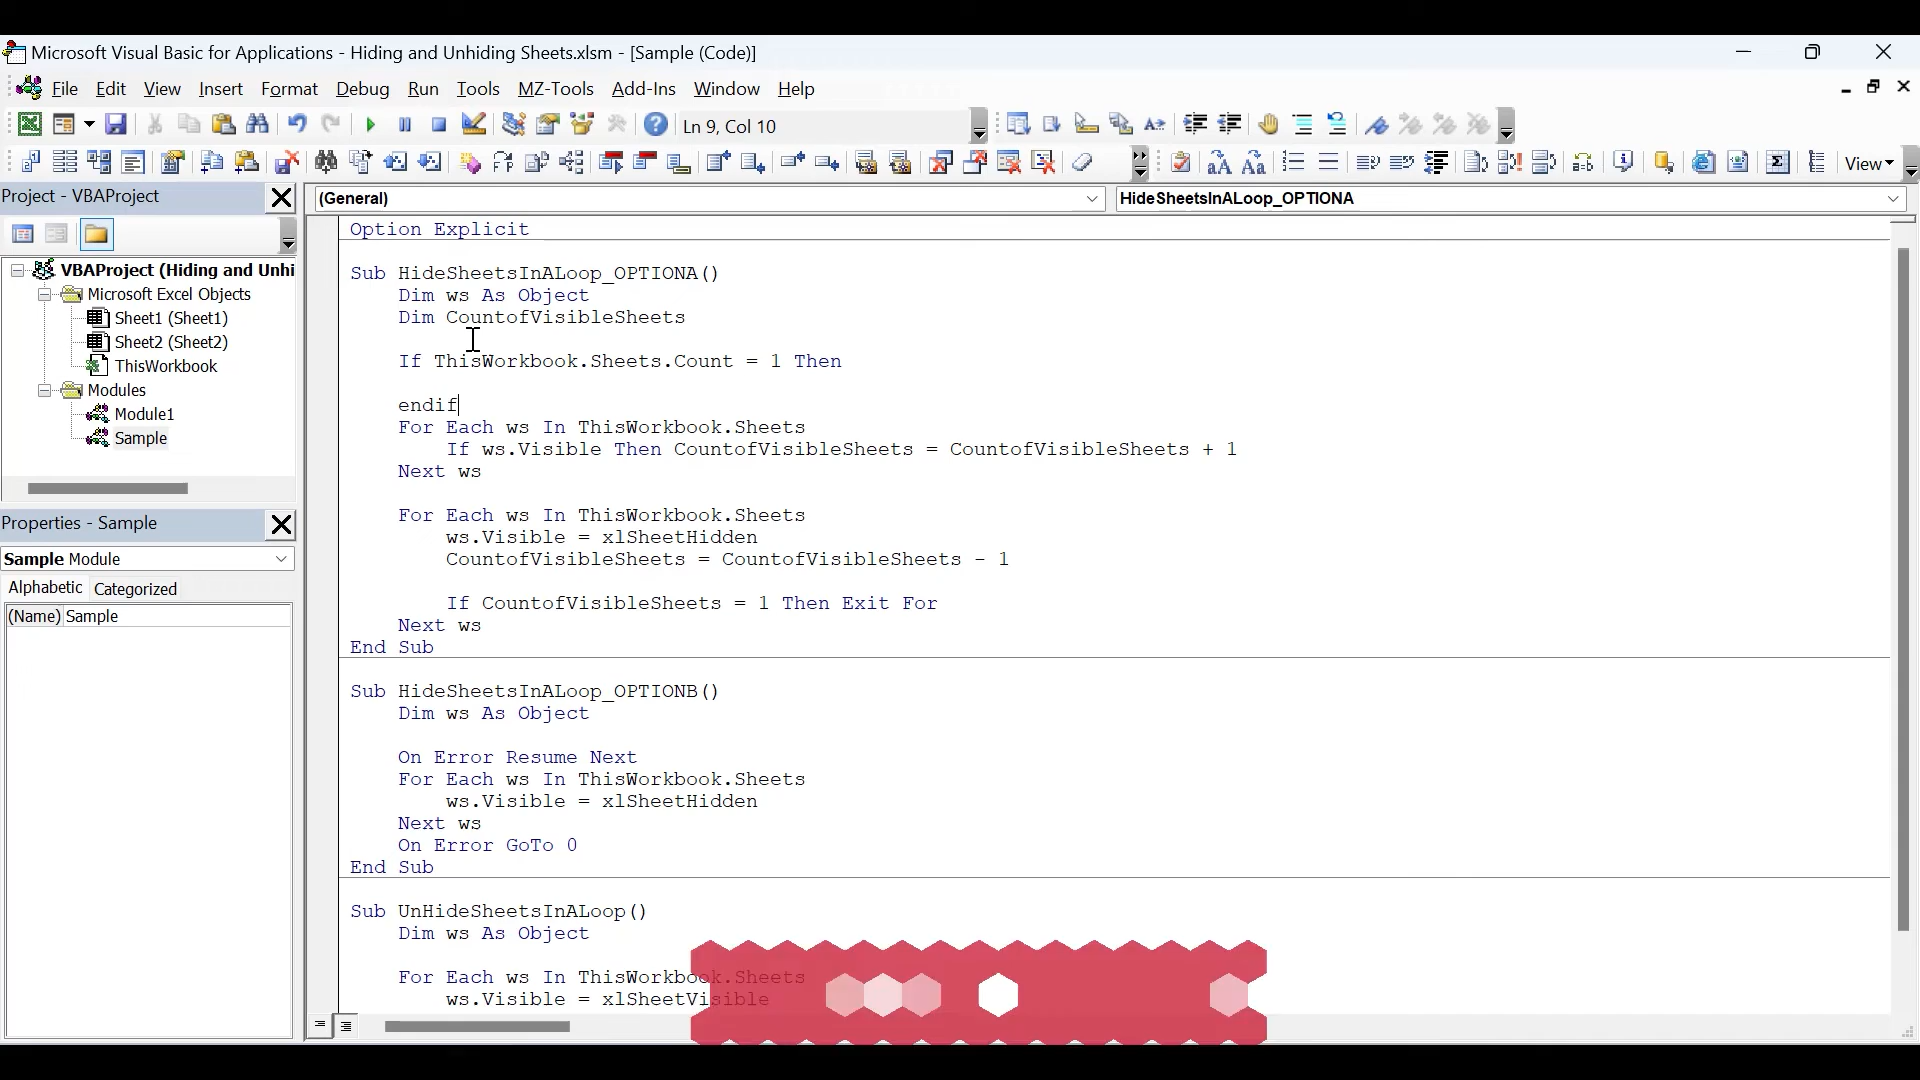 Microsoft Visual Basic for Applications - Hiding and Unhiding Sheets.xlsm - [Sample (Code)]
File Edit View Insert Format Debug Run Tools MZ-Tools Add-Ins Window Help
Ln 9, Col 10
View
Project - VBAProject
(General)
HideSheetsInALoop_OPTIONA
VBAProject (Hiding and Unhi
Microsoft Excel Objects
Sheet1 (Sheet1)
Sheet2 (Sheet2)
ThisWorkbook
Modules
Module1
Sample
Properties - Sample
Sample Module
Alphabetic Categorized
(Name) Sample
Option Explicit
Sub HideSheetsInALoop_OPTIONA()
Dim ws As Object
Dim CountofVisibleSheets
If ThisWorkbook.Sheets.Count = 1 Then
endif
For Each ws In ThisWorkbook.Sheets
If ws.Visible Then CountofVisibleSheets = CountofVisibleSheets + 1
Next ws
For Each ws In ThisWorkbook.Sheets
ws.Visible = xlSheetHidden
CountofVisibleSheets = CountofVisibleSheets - 1
If CountofVisibleSheets = 1 Then Exit For
Next ws
End Sub
Sub HideSheetsInALoop_OPTIONB()
Dim ws As Object
On Error Resume Next
For Each ws In ThisWorkbook.Sheets
ws.Visible = xlSheetHidden
Next ws
On Error GoTo 0
End Sub
Sub UnHideSheetsInALoop()
Dim ws As Object
For Each ws In ThisWorkbook.Sheets
ws.Visible = xlSheetVisible